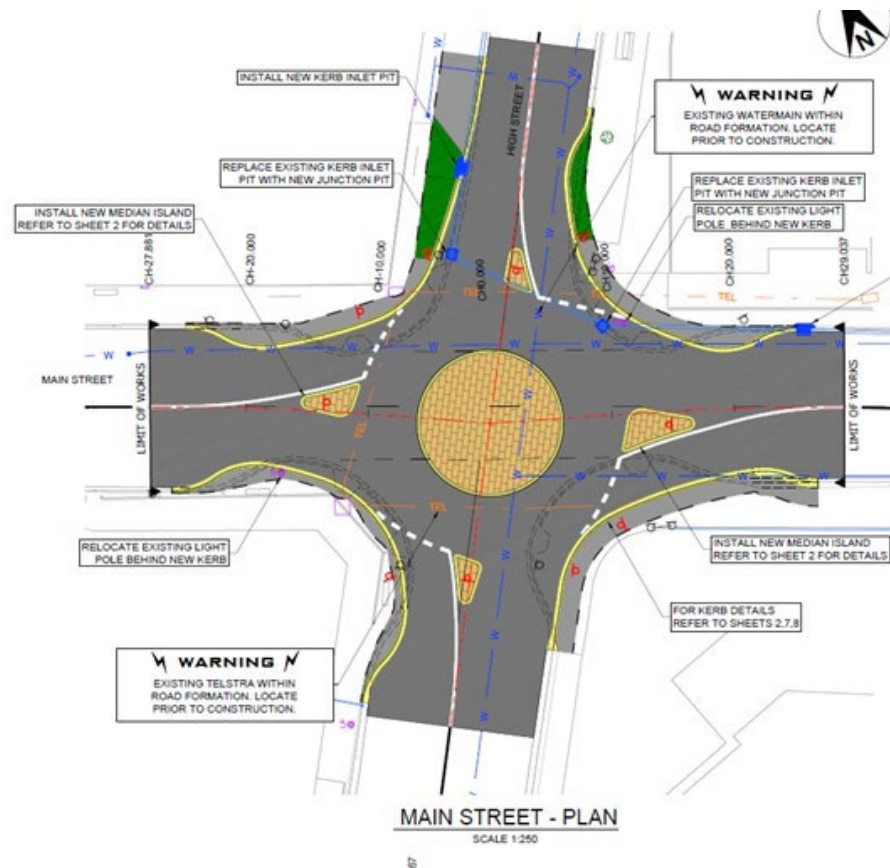 N
INSTALL NEW KERB INLET PIT
HIGH STREET
WARNING
EXISTING WATERMAIN WITHIN
ROAD FORMATION. LOCATE
PRIOR TO CONSTRUCTION.
REPLACE EXISTING KERB INLET
PIT WITH NEW JUNCTION PIT
REPLACE EXISTING KERB INLET
PIT WITH NEW JUNCTION PIT
RELOCATE EXISTING LIGHT
POLE BEHIND NEW KERB
INSTALL NEW MEDIAN ISLAND
REFER TO SHEET 2 FOR DETAILS
CH-20.000
CH-10.000
CH0.000
CH20.000
CH29.037
TEL
TEL
TEL
W
W
W
W
W
W
W
MAIN STREET
LIMIT OF WORKS
LIMIT OF WORKS
TEL
W
W
W
W
TEL
RELOCATE EXISTING LIGHT
POLE BEHIND NEW KERB
INSTALL NEW MEDIAN ISLAND
REFER TO SHEET 2 FOR DETAILS
FOR KERB DETAILS
REFER TO SHEETS 2,7,8
WARNING
EXISTING TELSTRA WITHIN
ROAD FORMATION. LOCATE
PRIOR TO CONSTRUCTION.
W
W
MAIN STREET - PLAN
SCALE 1:250